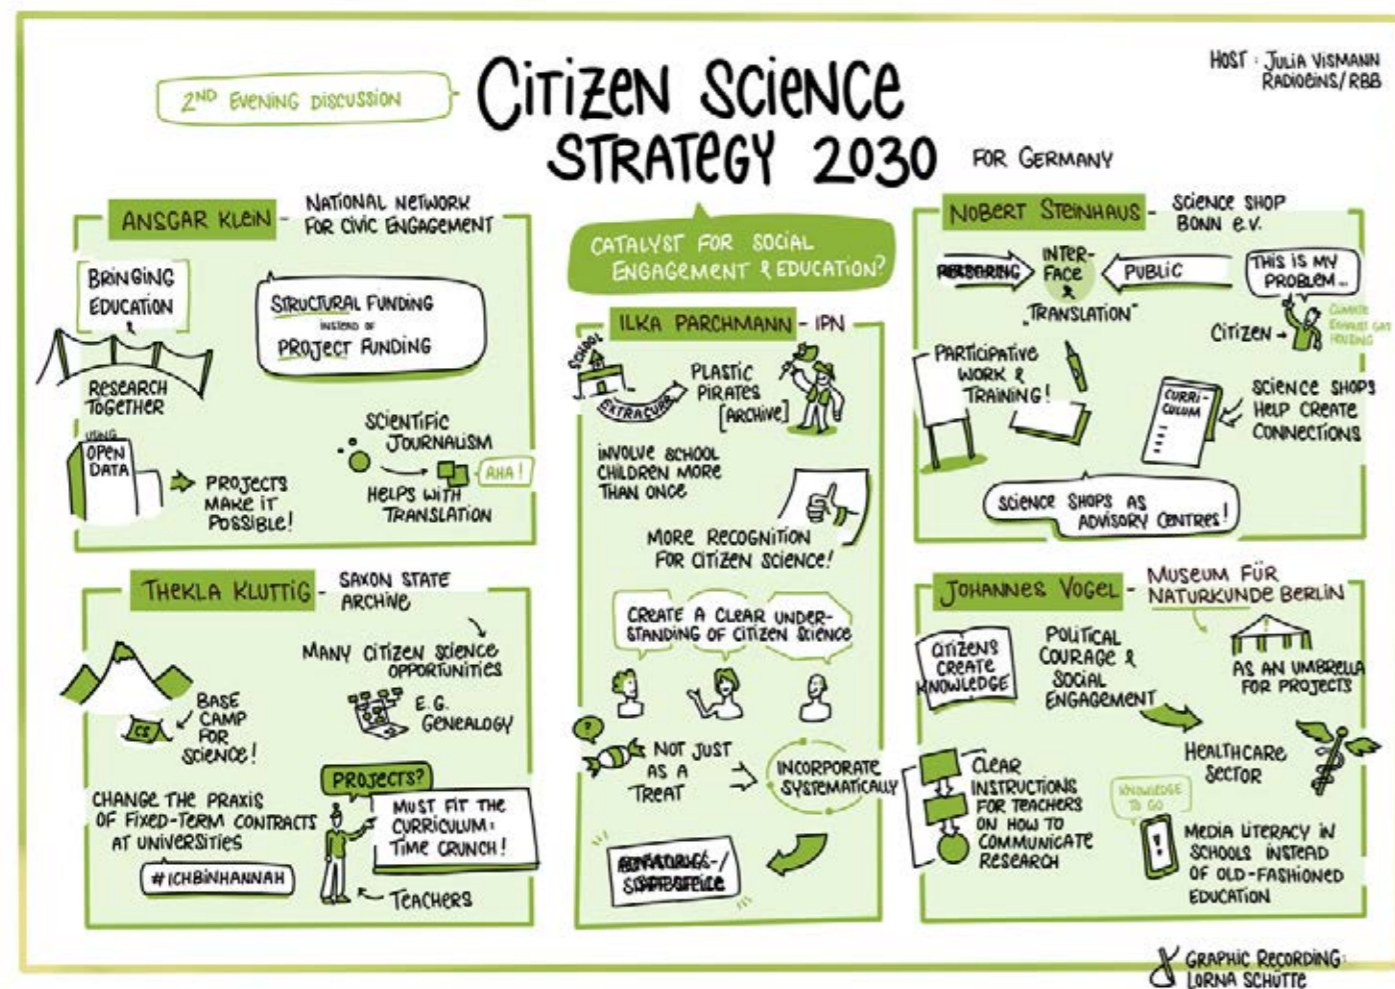 2ND EVENING DISCUSSION
CITIZEN SCIENCE
STRATEGY 2030
FOR GERMANY
HOST: JULIA VISMANN
RADIOEINS/RBB
CATALYST FOR SOCIAL
ENGAGEMENT & EDUCATION?
ANSGAR KLEIN - NATIONAL NETWORK
FOR CIVIC ENGAGEMENT
BRINGING
EDUCATION
&
RESEARCH
TOGETHER
STRUCTURAL FUNDING
INSTEAD OF
PROJECT FUNDING
USING
OPEN
DATA
PROJECTS
MAKE IT
POSSIBLE!
SCIENTIFIC
JOURNALISM
AHA!
HELPS WITH
TRANSLATION
THEKLA KLUTTIG - SAXON STATE
ARCHIVE
MANY CITIZEN SCIENCE
OPPORTUNITIES
E.G.
GENEALOGY
CS
BASE
CAMP
FOR
SCIENCE!
CHANGE THE PRAXIS
OF FIXED-TERM CONTRACTS
AT UNIVERSITIES
#ICHBINHANNAH
PROJECTS?
MUST FIT THE
CURRICULUM:
TIME CRUNCH!
TEACHERS
ILKA PARCHMANN - IPN
SCHOOL
EXTRACURR.
PLASTIC
PIRATES
[ARCHIVE]
INVOLVE SCHOOL
CHILDREN MORE
THAN ONCE
MORE RECOGNITION
FOR CITIZEN SCIENCE!
CREATE A CLEAR UNDER-
STANDING OF CITIZEN SCIENCE
?
NOT JUST
AS A
TREAT
INCORPORATE
SYSTEMATICALLY
NOBERT STEINHAUS - SCIENCE SHOP
BONN e.V.
INTER-
FACE
&
"TRANSLATION"
PUBLIC
THIS IS MY
PROBLEM...
CITIZEN
CLIMATE
EXHAUST GAS
HOUSING
PARTICIPATIVE
WORK &
TRAINING!
CURRI-
CULUM
SCIENCE SHOPS
HELP CREATE
CONNECTIONS
SCIENCE SHOPS AS
ADVISORY CENTRES!
JOHANNES VOGEL - MUSEUM FÜR
NATURKUNDE BERLIN
CITIZENS
CREATE
KNOWLEDGE
POLITICAL
COURAGE &
SOCIAL
ENGAGEMENT
AS AN UMBRELLA
FOR PROJECTS
HEALTHCARE
SECTOR
CLEAR
INSTRUCTIONS
FOR TEACHERS
ON HOW TO
COMMUNICATE
RESEARCH
KNOWLEDGE
TO GO
!!
MEDIA LITERACY IN
SCHOOLS INSTEAD
OF OLD-FASHIONED
EDUCATION
GRAPHIC RECORDING:
LORNA SCHÜTTE